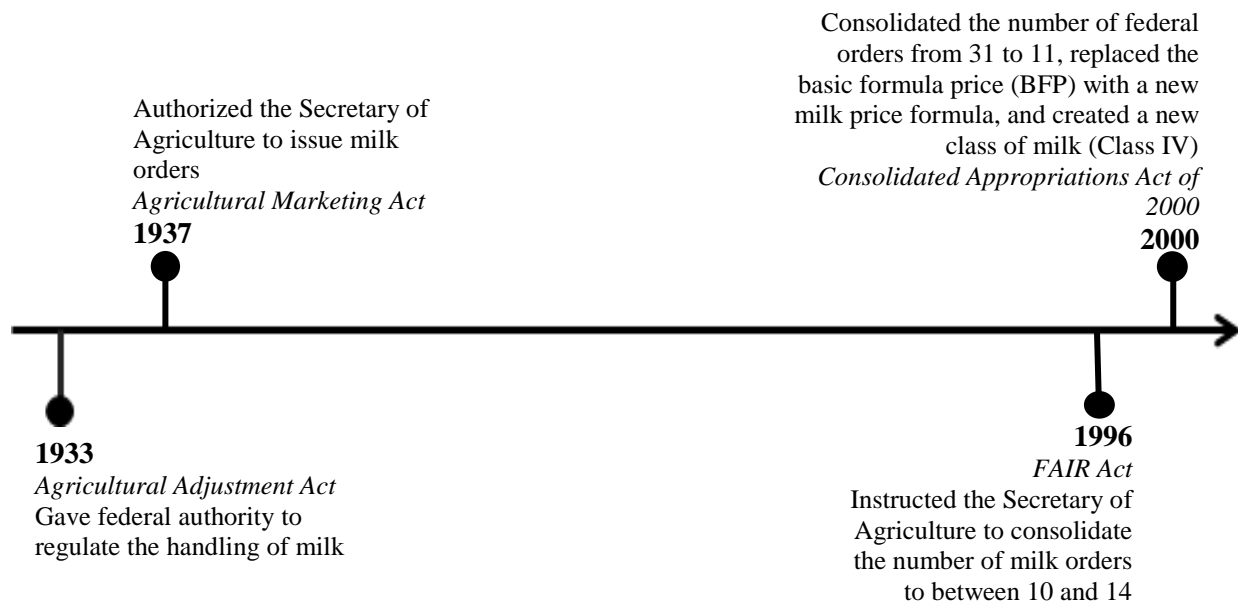 Consolidated the number of federal
orders from 31 to 11, replaced the
basic formula price (BFP) with a new
milk price formula, and created a new
class of milk (Class IV)
Consolidated Appropriations Act of
2000
2000
Authorized the Secretary of
Agriculture to issue milk
orders
Agricultural Marketing Act
1937
1933
Agricultural Adjustment Act
Gave federal authority to
regulate the handling of milk
1996
FAIR Act
Instructed the Secretary of
Agriculture to consolidate
the number of milk orders
to between 10 and 14